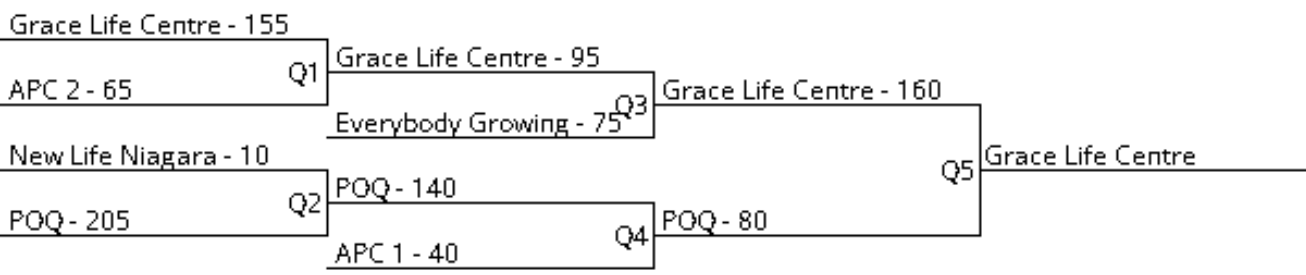 Grace Life Centre - 155
Q1
APC 2 - 65
Grace Life Centre - 95
Q3
Everybody Growing - 75
Grace Life Centre - 160
New Life Niagara - 10
Q2
POQ - 205
POQ - 140
Q4
APC 1 - 40
POQ - 80
Q5
Grace Life Centre